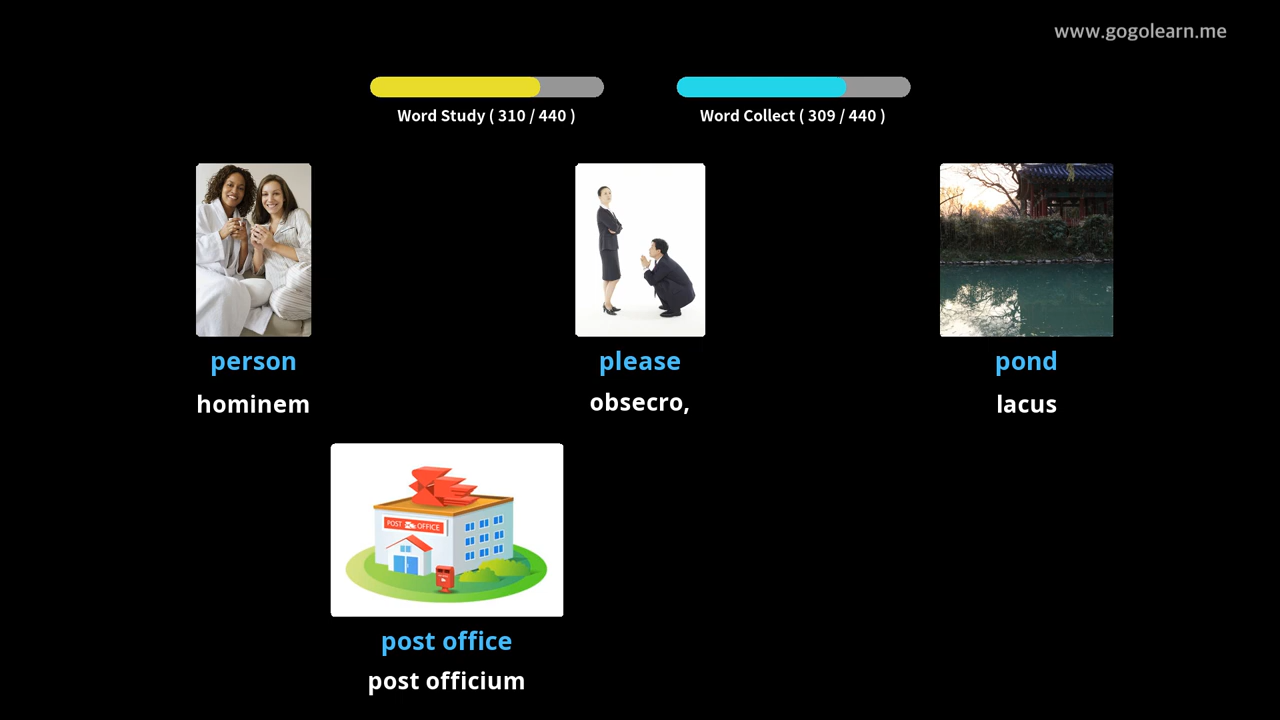 www.gogolearn.me
Word Study ( 310 / 440 )
Word Collect ( 309 / 440 )
person
please
pond
hominem
obsecro,
lacus
POST OFFICE
post office
post officium